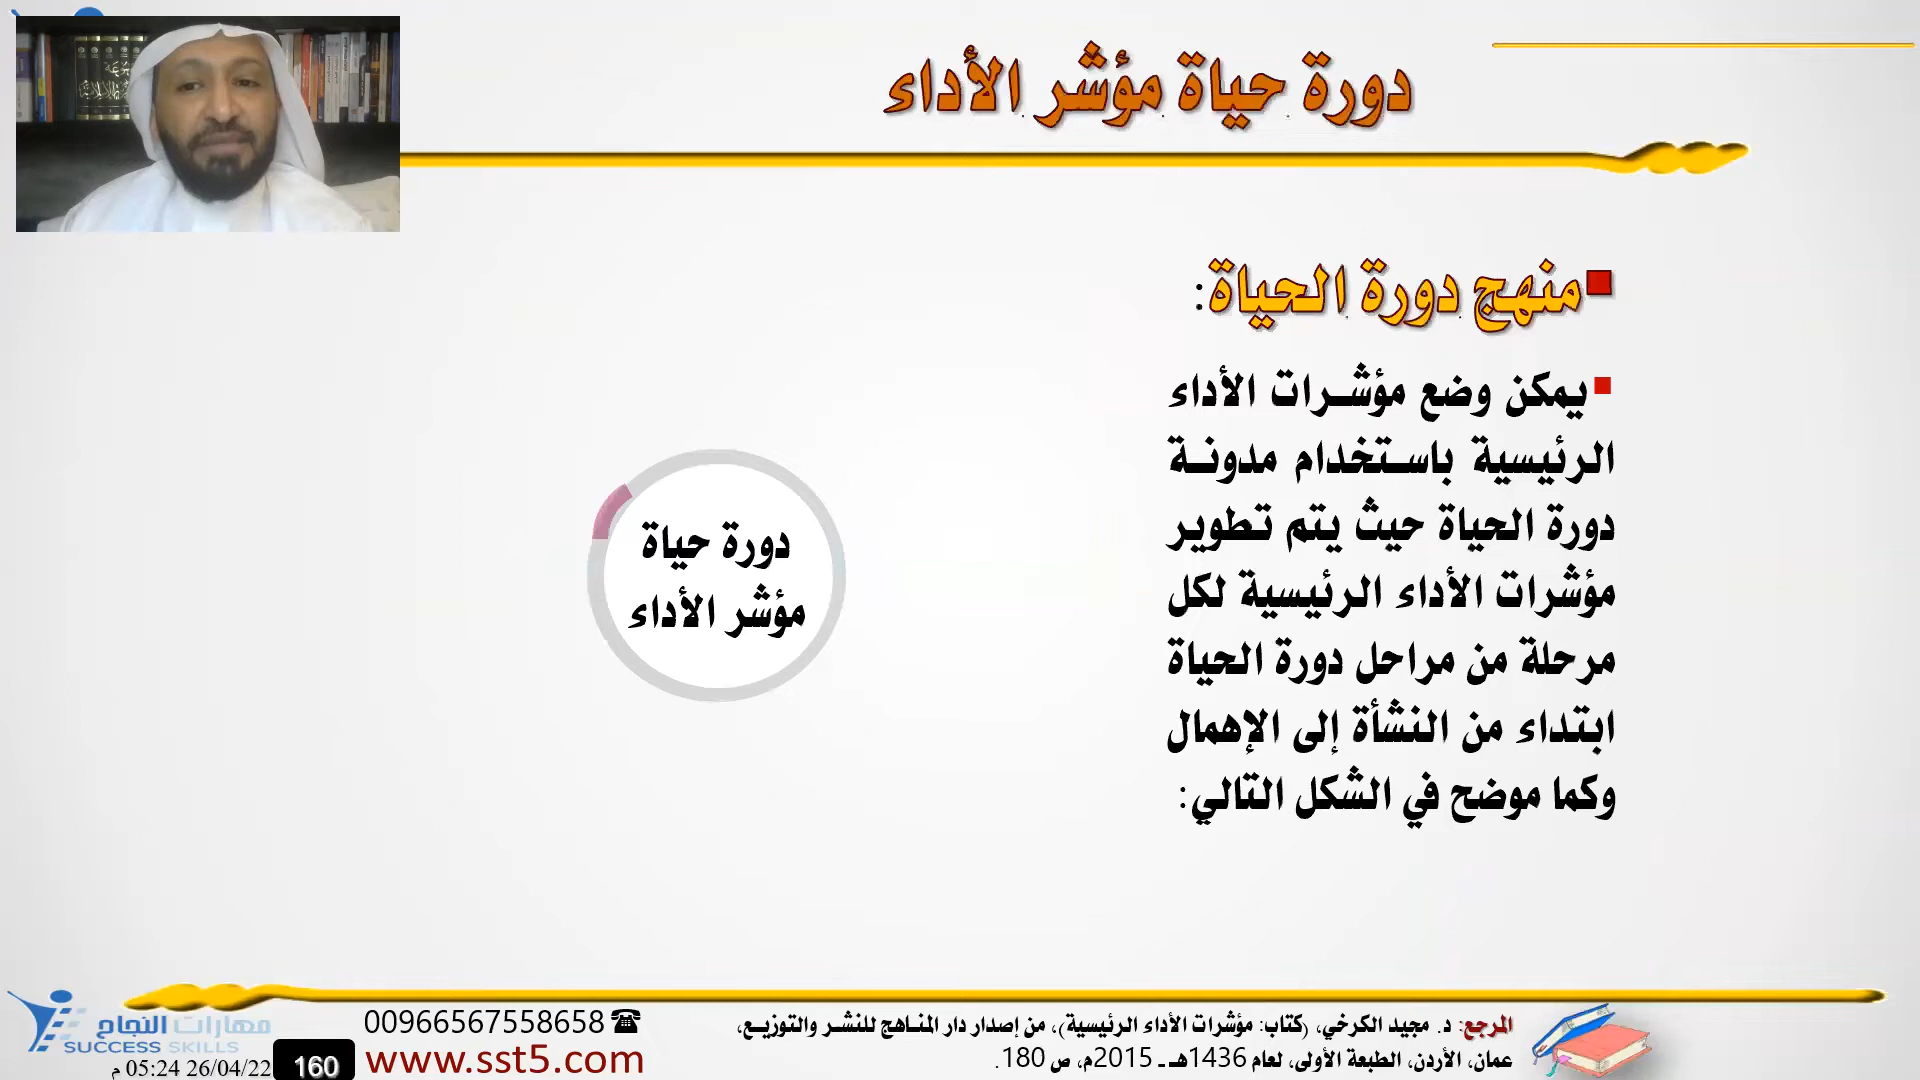 دورة حياة مؤشر الأداء
منهج دورة الحياة:
يمكن وضع مؤشرات الأداء
الرئيسية باستخدام مدونة
دورة الحياة حيث يتم تطوير
مؤشرات الأداء الرئيسية لكل
مرحلة من مراحل دورة الحياة
ابتداء من النشأة إلى الإهمال
وكما موضح في الشكل التالي:
دورة حياة
مؤشر الأداء
المرجع: د. مجيد الكرخي، (كتاب: مؤشرات الأداء الرئيسية)، من إصدار دار المناهج للنشر والتوزيع،
عمان، الأردن، الطبعة الأولى، لعام 1436هـ ـ 2015م، ص 180.
00966567558658 ☎
www.sst5.com
160
مهارات النجاح
SUCCESS SKILLS
26/04/22 05:24 م